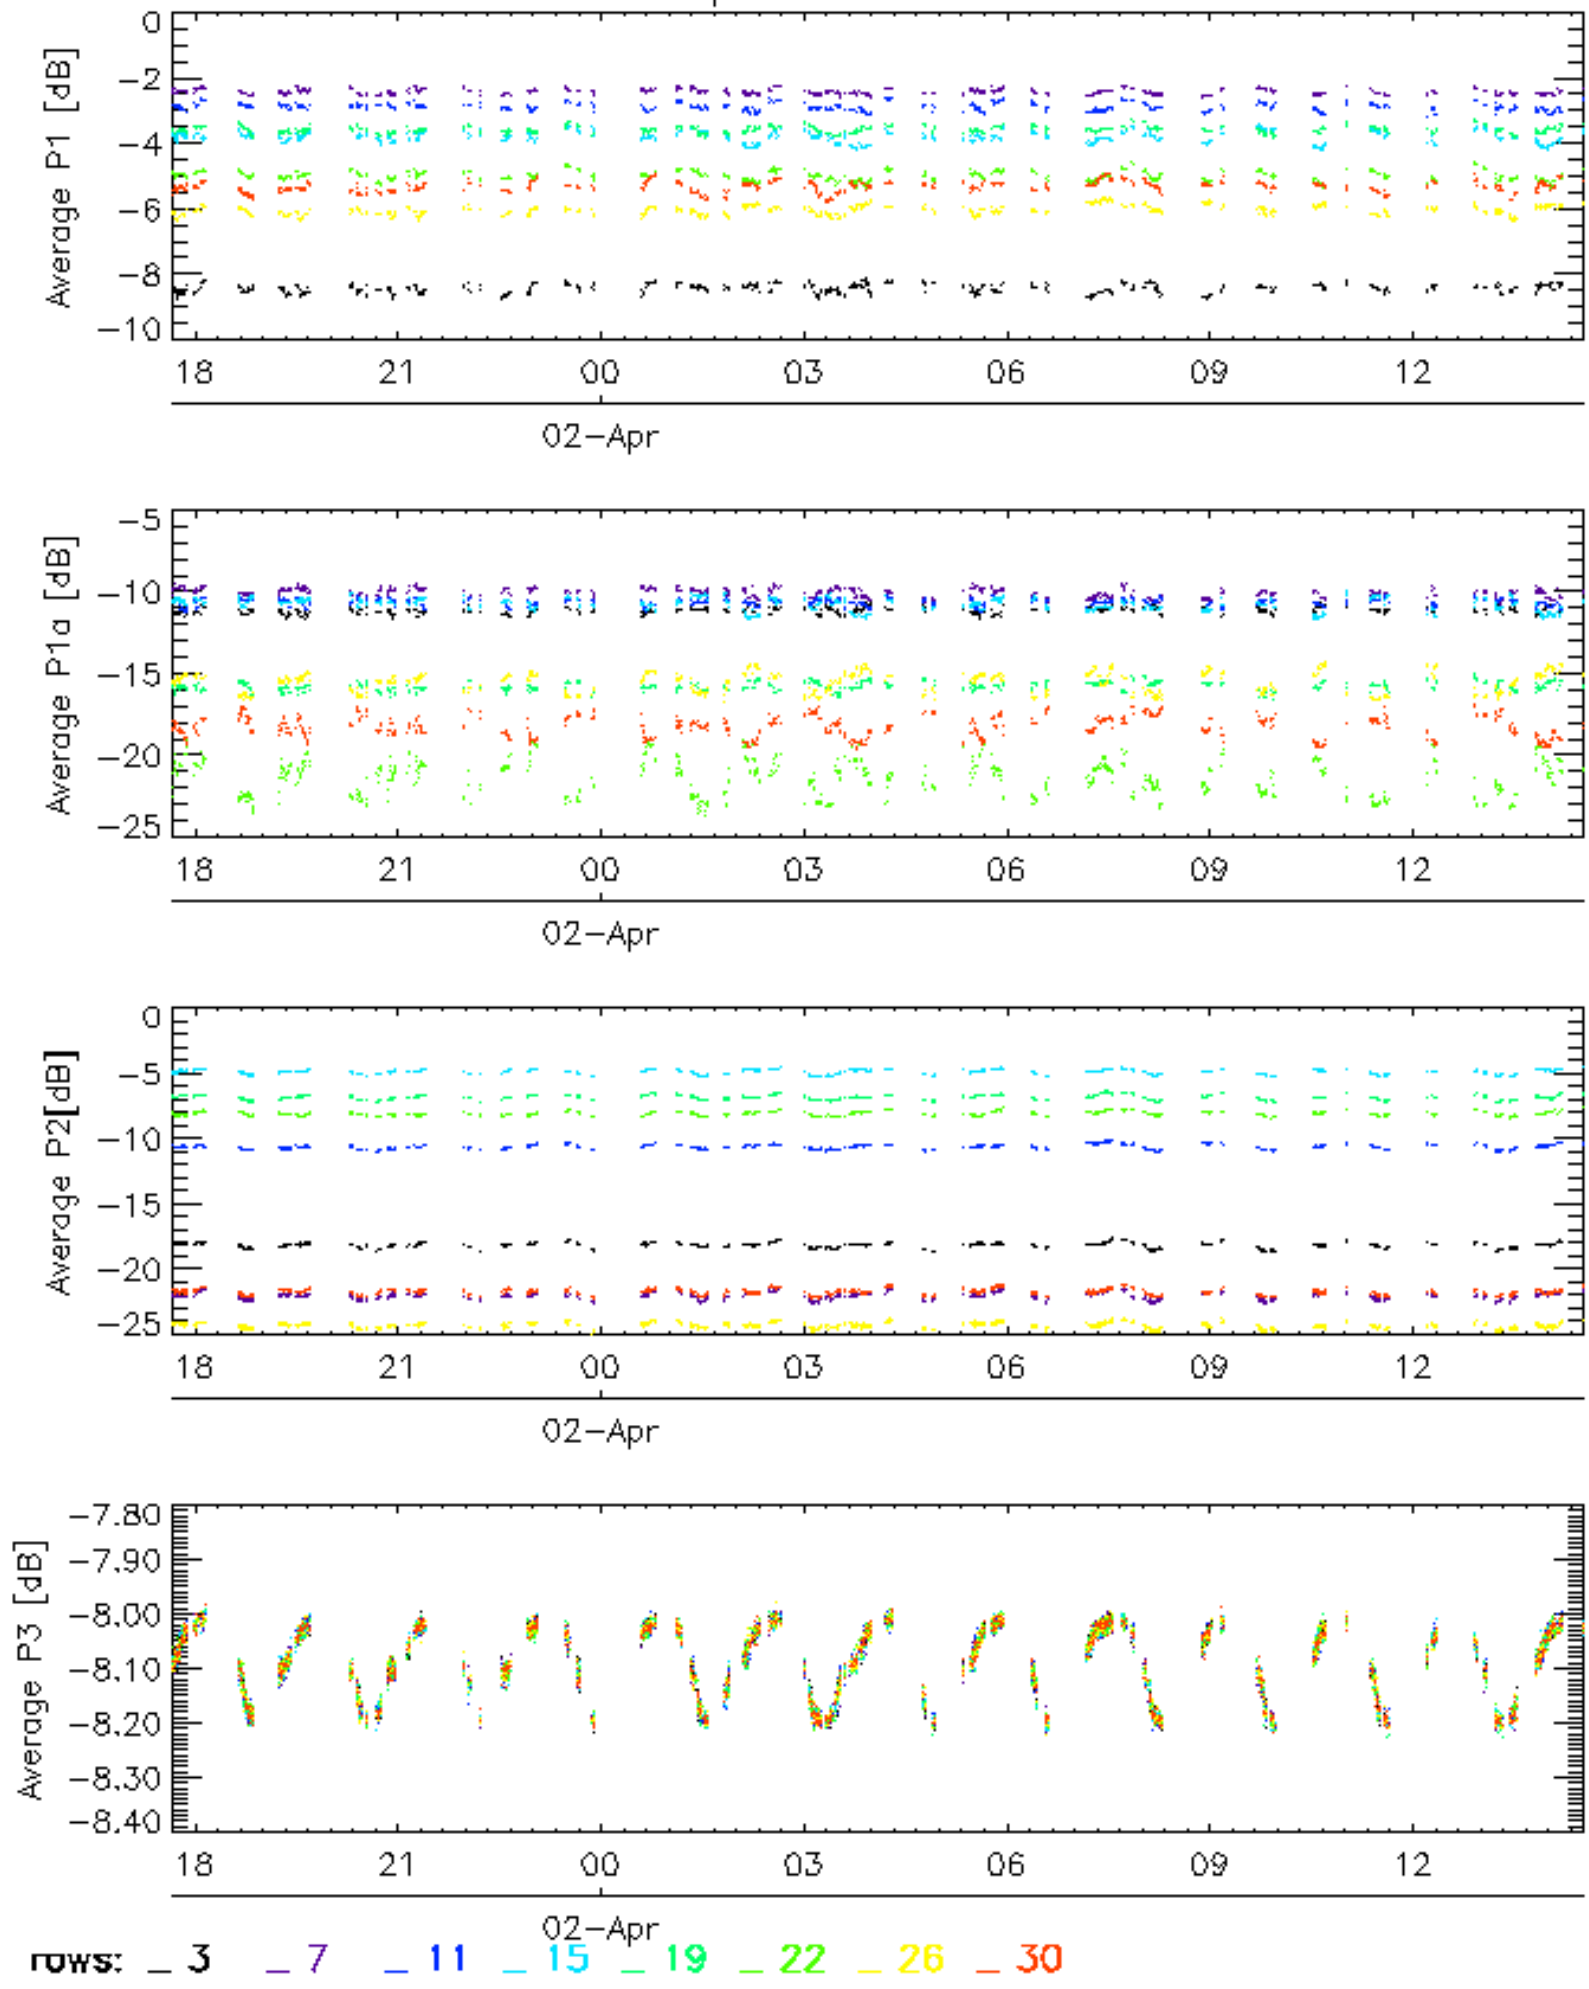 Average P1 [dB]
0
−2
−4
−6
−8
−10
18 21 00 03 06 09 12
02−Apr
Average P1a [dB]
−5
−10
−15
−20
−25
18 21 00 03 06 09 12
02−Apr
Average P2[dB]
0
−5
−10
−15
−20
−25
18 21 00 03 06 09 12
02−Apr
Average P3 [dB]
−7.80
−7.90
−8.00
−8.10
−8.20
−8.30
−8.40
18 21 00 03 06 09 12
02−Apr
rows: _ 3 _ 7 _ 11 _ 15 _ 19 _ 22 _ 26 _ 30